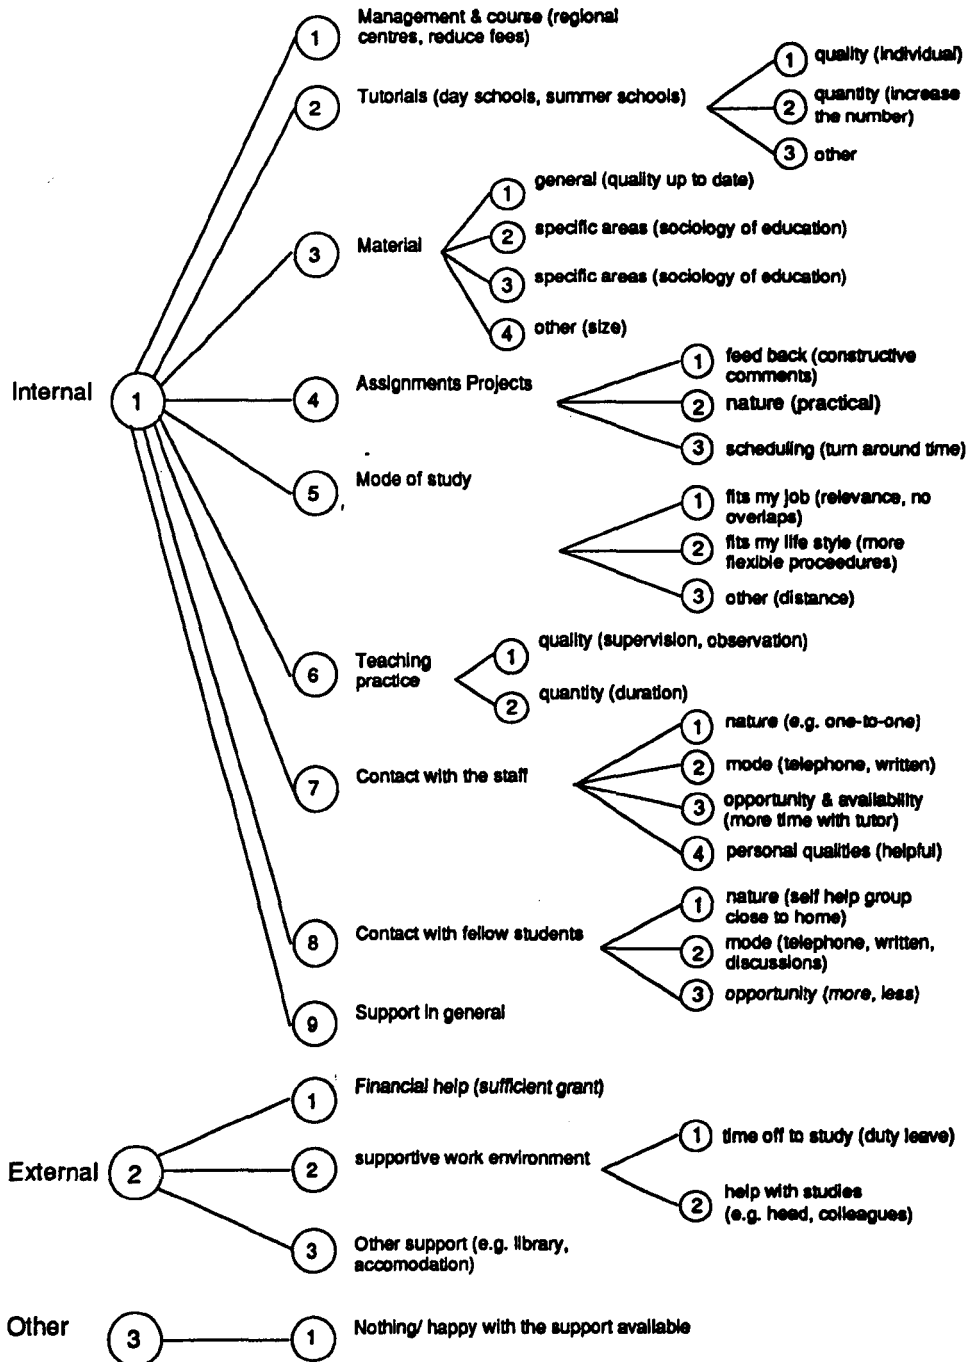 1 Management & course (regional
centres, reduce fees)
2 Tutorials (day schools, summer schools)
1 quality (individual)
2 quantity (increase
the number)
3 other
3 Material
1 general (quality up to date)
2 specific areas (sociology of education)
3 specific areas (sociology of education)
4 other (size)
Internal 1
4 Assignments Projects
1 feed back (constructive
comments)
2 nature (practical)
3 scheduling (turn around time)
5 Mode of study
1 fits my job (relevance, no
overlaps)
2 fits my life style (more
flexible proceedures)
3 other (distance)
6 Teaching
practice
1 quality (supervision, observation)
2 quantity (duration)
7 Contact with the staff
1 nature (e.g. one-to-one)
2 mode (telephone, written)
3 opportunity & availability
(more time with tutor)
4 personal qualities (helpful)
8 Contact with fellow students
1 nature (self help group
close to home)
2 mode (telephone, written,
discussions)
3 opportunity (more, less)
9 Support in general
External 2
1 Financial help (sufficient grant)
2 supportive work environment
1 time off to study (duty leave)
2 help with studies
(e.g. head, colleagues)
3 Other support (e.g. library,
accomodation)
Other 3
1 Nothing/ happy with the support available